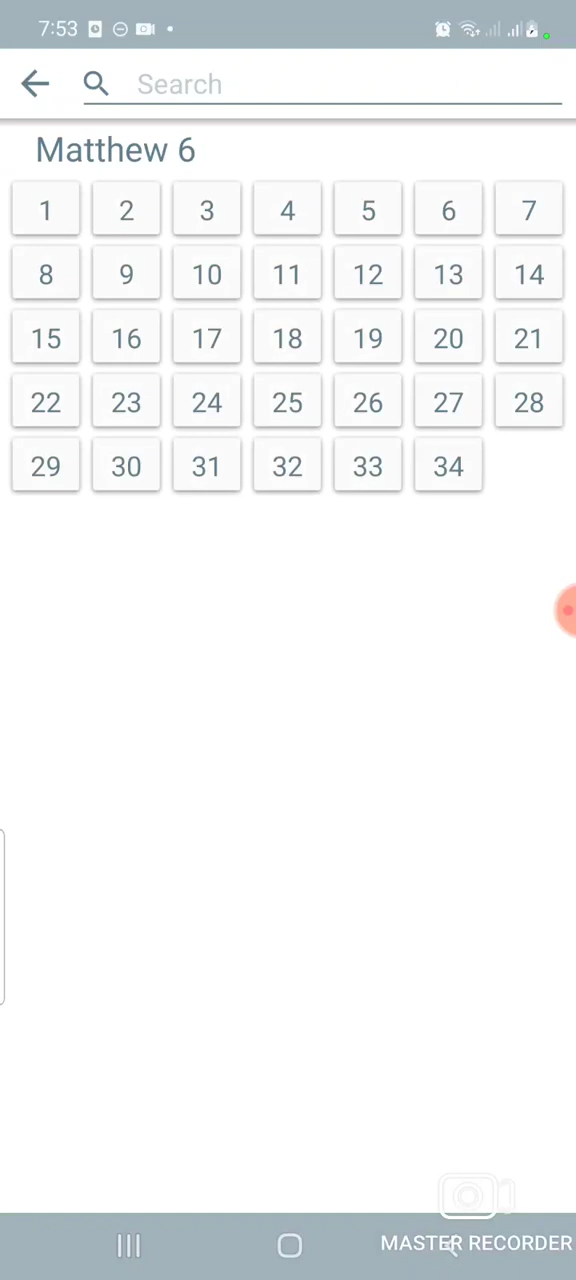 7:53
Search
Matthew 6
1 2 3 4 5 6 7
8 9 10 11 12 13 14
15 16 17 18 19 20 21
22 23 24 25 26 27 28
29 30 31 32 33 34
MASTER RECORDER